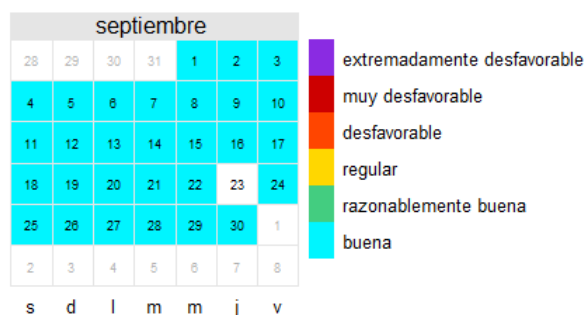 septiembre
28 29 30 31 1 2 3
4 5 6 7 8 9 10
11 12 13 14 15 16 17
18 19 20 21 22 23 24
25 26 27 28 29 30 1
2 3 4 5 6 7 8
s d l m m j v
extremadamente desfavorable
muy desfavorable
desfavorable
regular
razonablemente buena
buena